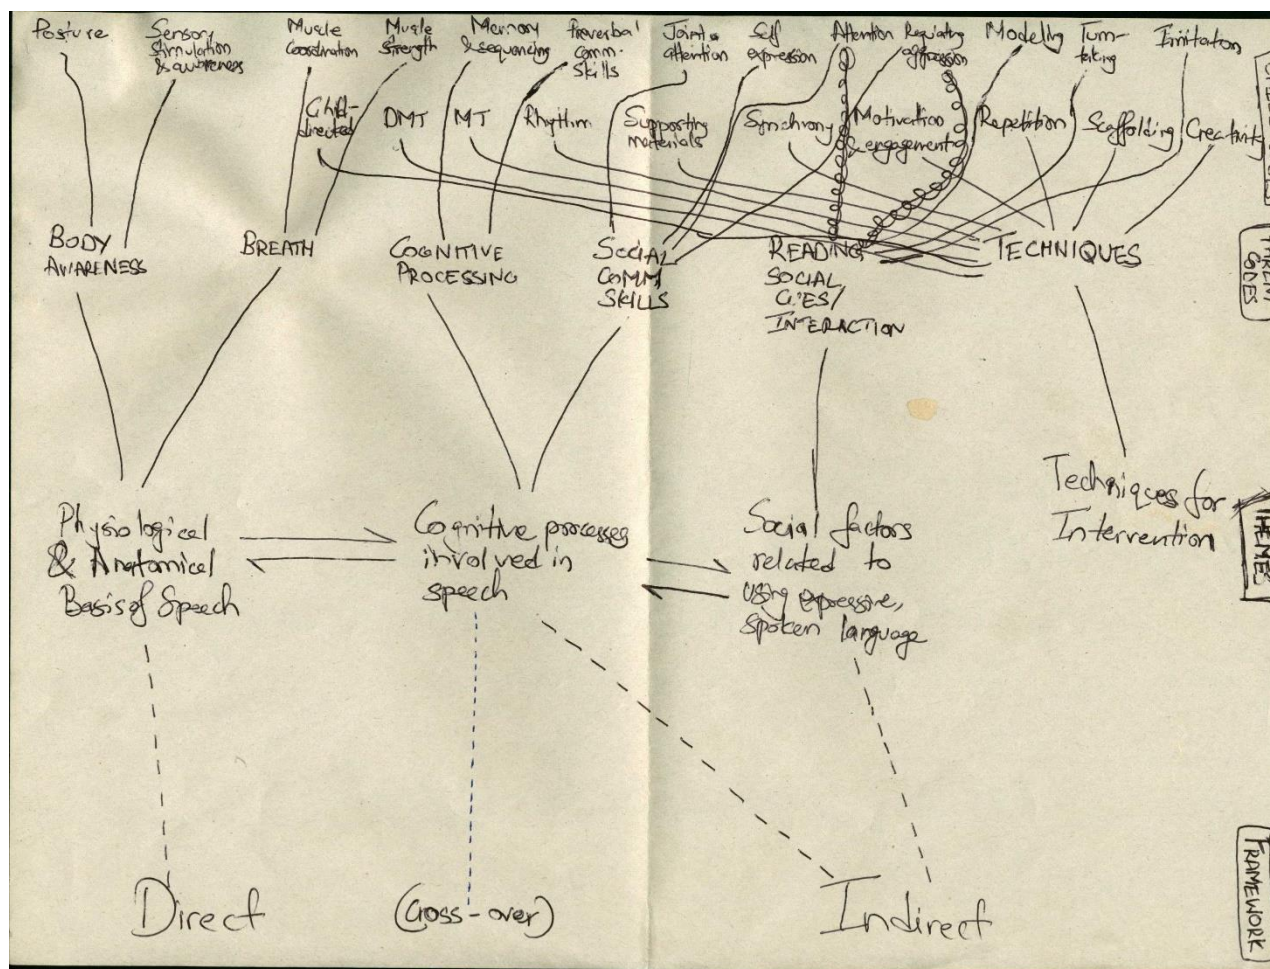 Posture
Sensory
stimulation
& awareness
Muscle
Coordination
Muscle
strength
Memory
& sequencing
Preverbal
comm.
skills
Joint
attention
Self
expression
Attention
Regulating
aggression
Modeling
Turn-
taking
Imitation
Child-
directed
DMT
MT
Rhythm
Supporting
materials
Synchrony
Motivation
& engagement
Repetition
Scaffolding
Creativity
BODY
AWARENESS
BREATH
COGNITIVE
PROCESSING
SOCIAL
COMM
SKILLS
READING
SOCIAL
CUES/
INTERACTION
TECHNIQUES
CODES
Physiological
& Anatomical
Basis of Speech
Cognitive processes
involved in
speech
Social factors
related to
using expressive,
spoken language
Techniques for
Intervention
THEMES
Direct
(Cross-over)
Indirect
FRAMEWORK